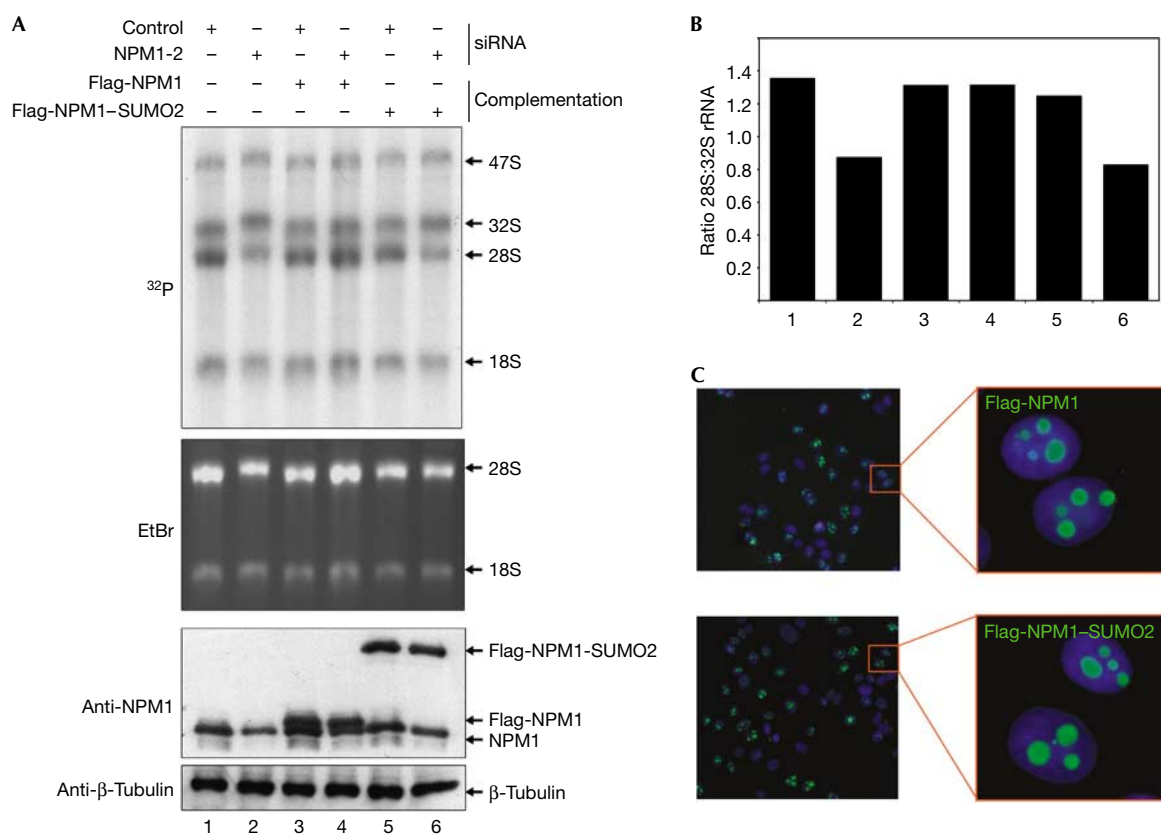 A
Control + – + – + –
siRNA
NPM1-2 – + – + – +
Flag-NPM1 – – + + – –
Complementation
Flag-NPM1–SUMO2 – – – – + +
47S
32S
28S
³²P
18S
28S
EtBr
18S
Flag-NPM1-SUMO2
Anti-NPM1
Flag-NPM1
NPM1
Anti-β-Tubulin
β-Tubulin
1 2 3 4 5 6
B
Ratio 28S:32S rRNA
1.4
1.2
1.0
0.8
0.6
0.4
0.2
1 2 3 4 5 6
C
Flag-NPM1
Flag-NPM1–SUMO2